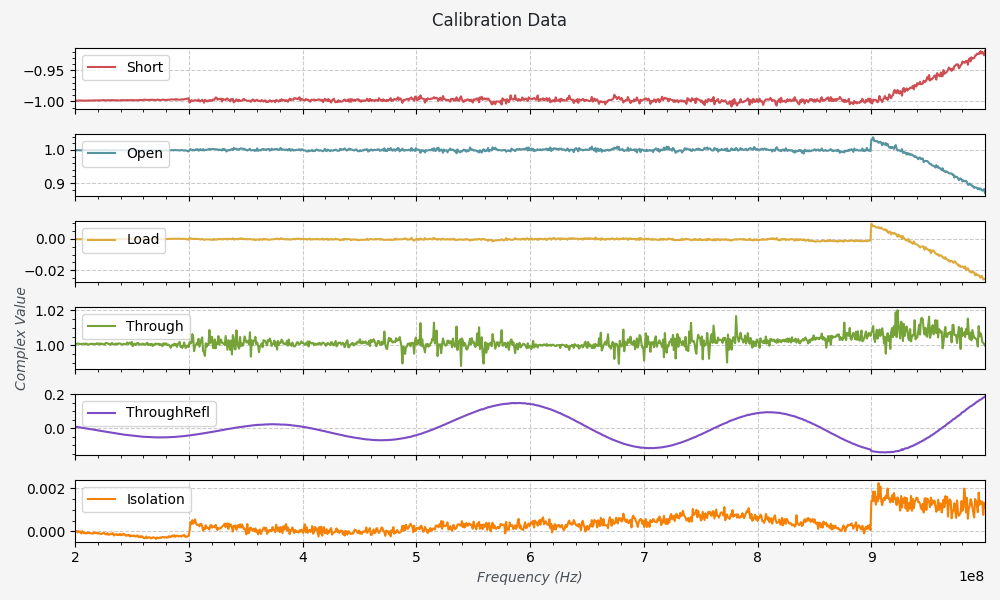 Calibration Data
−0.95
−1.00
Short
1.0
0.9
Open
0.00
−0.02
Load
1.02
1.00
Through
0.2
0.0
ThroughRefl
0.002
0.000
Isolation
Complex Value
2 3 4 5 6 7 8 9
Frequency (Hz)
1e8